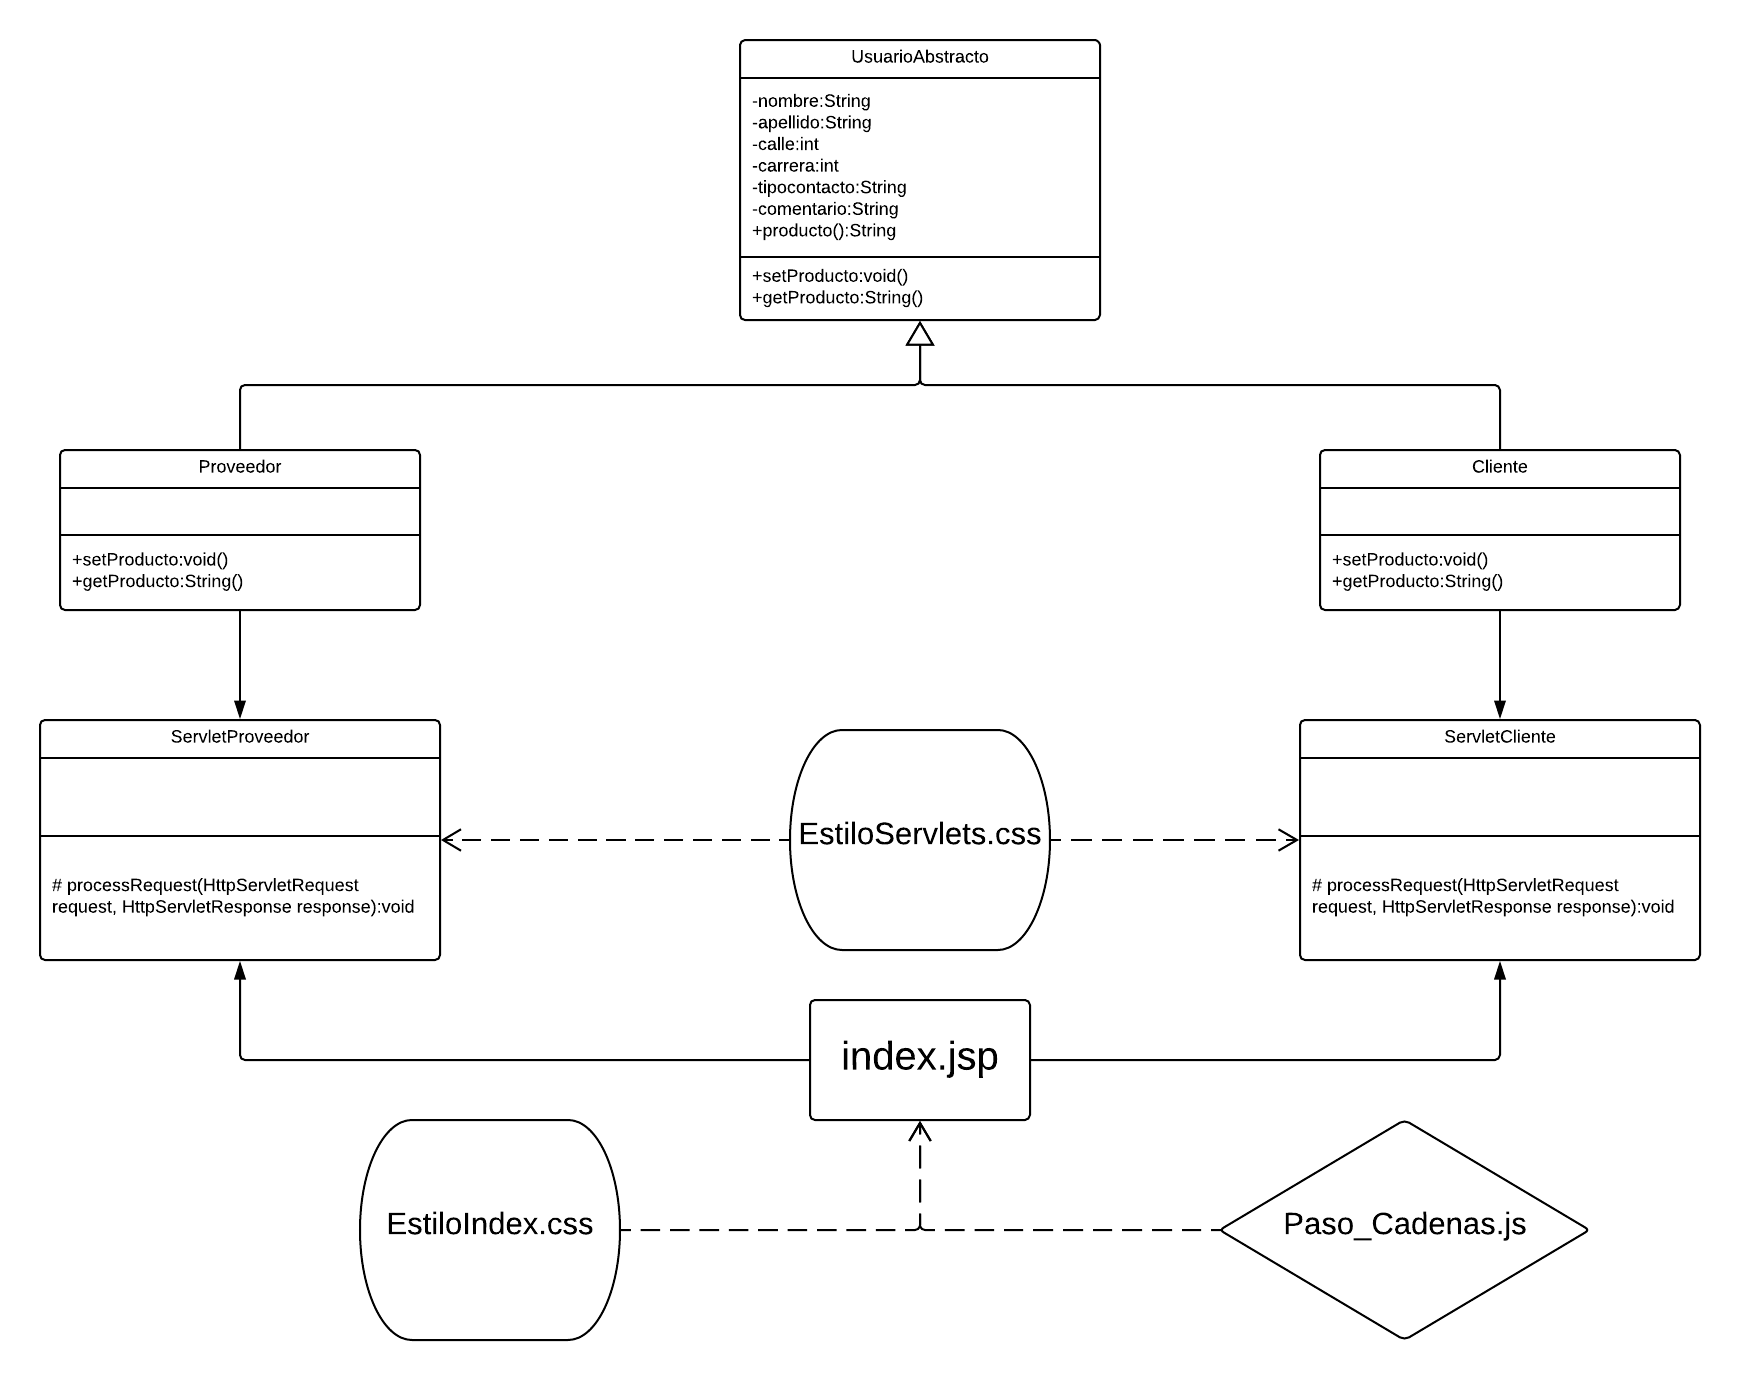 UsuarioAbstracto
-nombre:String
-apellido:String
-calle:int
-carrera:int
-tipocontacto:String
-comentario:String
+producto():String
+setProducto:void()
+getProducto:String()
Proveedor
+setProducto:void()
+getProducto:String()
Cliente
+setProducto:void()
+getProducto:String()
ServletProveedor
# processRequest(HttpServletRequest
request, HttpServletResponse response):void
EstiloServlets.css
ServletCliente
# processRequest(HttpServletRequest
request, HttpServletResponse response):void
index.jsp
EstiloIndex.css
Paso_Cadenas.js